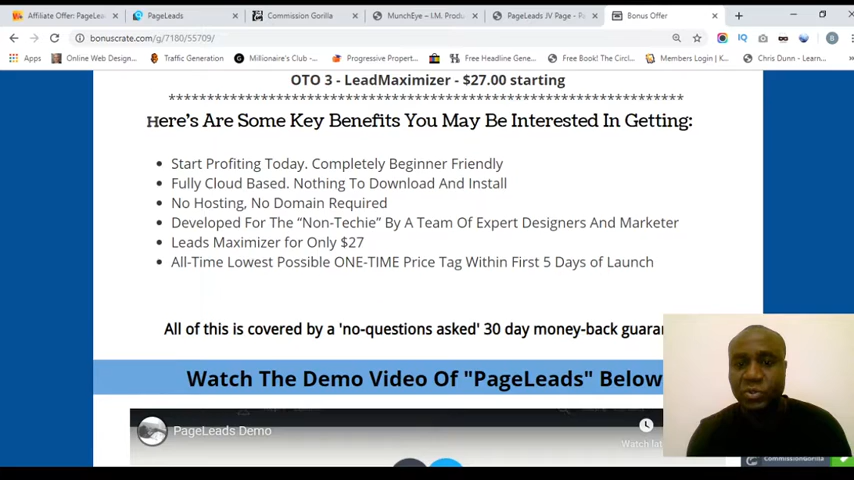 Affiliate Offer: PageLea
PageLeads
Commission Gorilla
MunchEye – I.M. Produ
PageLeads JV Page - P
Bonus Offer
bonuscrate.com/g/7180/55709/
Apps
Online Web Design...
Traffic Generation
Millionaire's Club -...
Progressive Propert...
Free Headline Gene...
Free Book! The Circl...
Members Login | K...
Chris Dunn - Learn...
OTO 3 - LeadMaximizer - $27.00 starting
Here's Are Some Key Benefits You May Be Interested In Getting:
Start Profiting Today. Completely Beginner Friendly
Fully Cloud Based. Nothing To Download And Install
No Hosting, No Domain Required
Developed For The “Non-Techie” By A Team Of Expert Designers And Marketer
Leads Maximizer for Only $27
All-Time Lowest Possible ONE-TIME Price Tag Within First 5 Days of Launch
All of this is covered by a 'no-questions asked' 30 day money-back guaran
Watch The Demo Video Of "PageLeads" Below
PageLeads Demo
Watch lat
CommissionGorilla